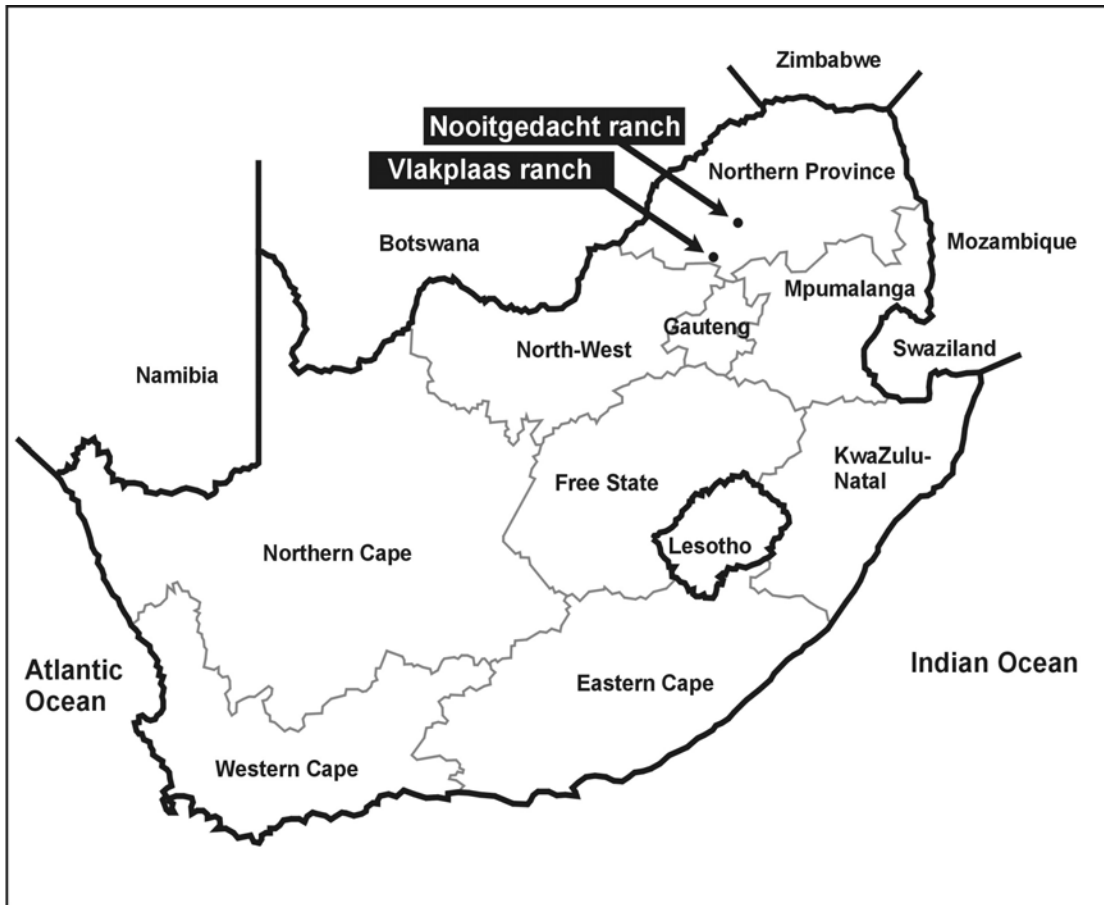 Zimbabwe
Nooitgedacht ranch
Vlakplaas ranch
Northern Province
Botswana
Mozambique
Mpumalanga
Gauteng
North-West
Swaziland
Namibia
KwaZulu-
Natal
Free State
Lesotho
Northern Cape
Atlantic
Ocean
Indian Ocean
Eastern Cape
Western Cape